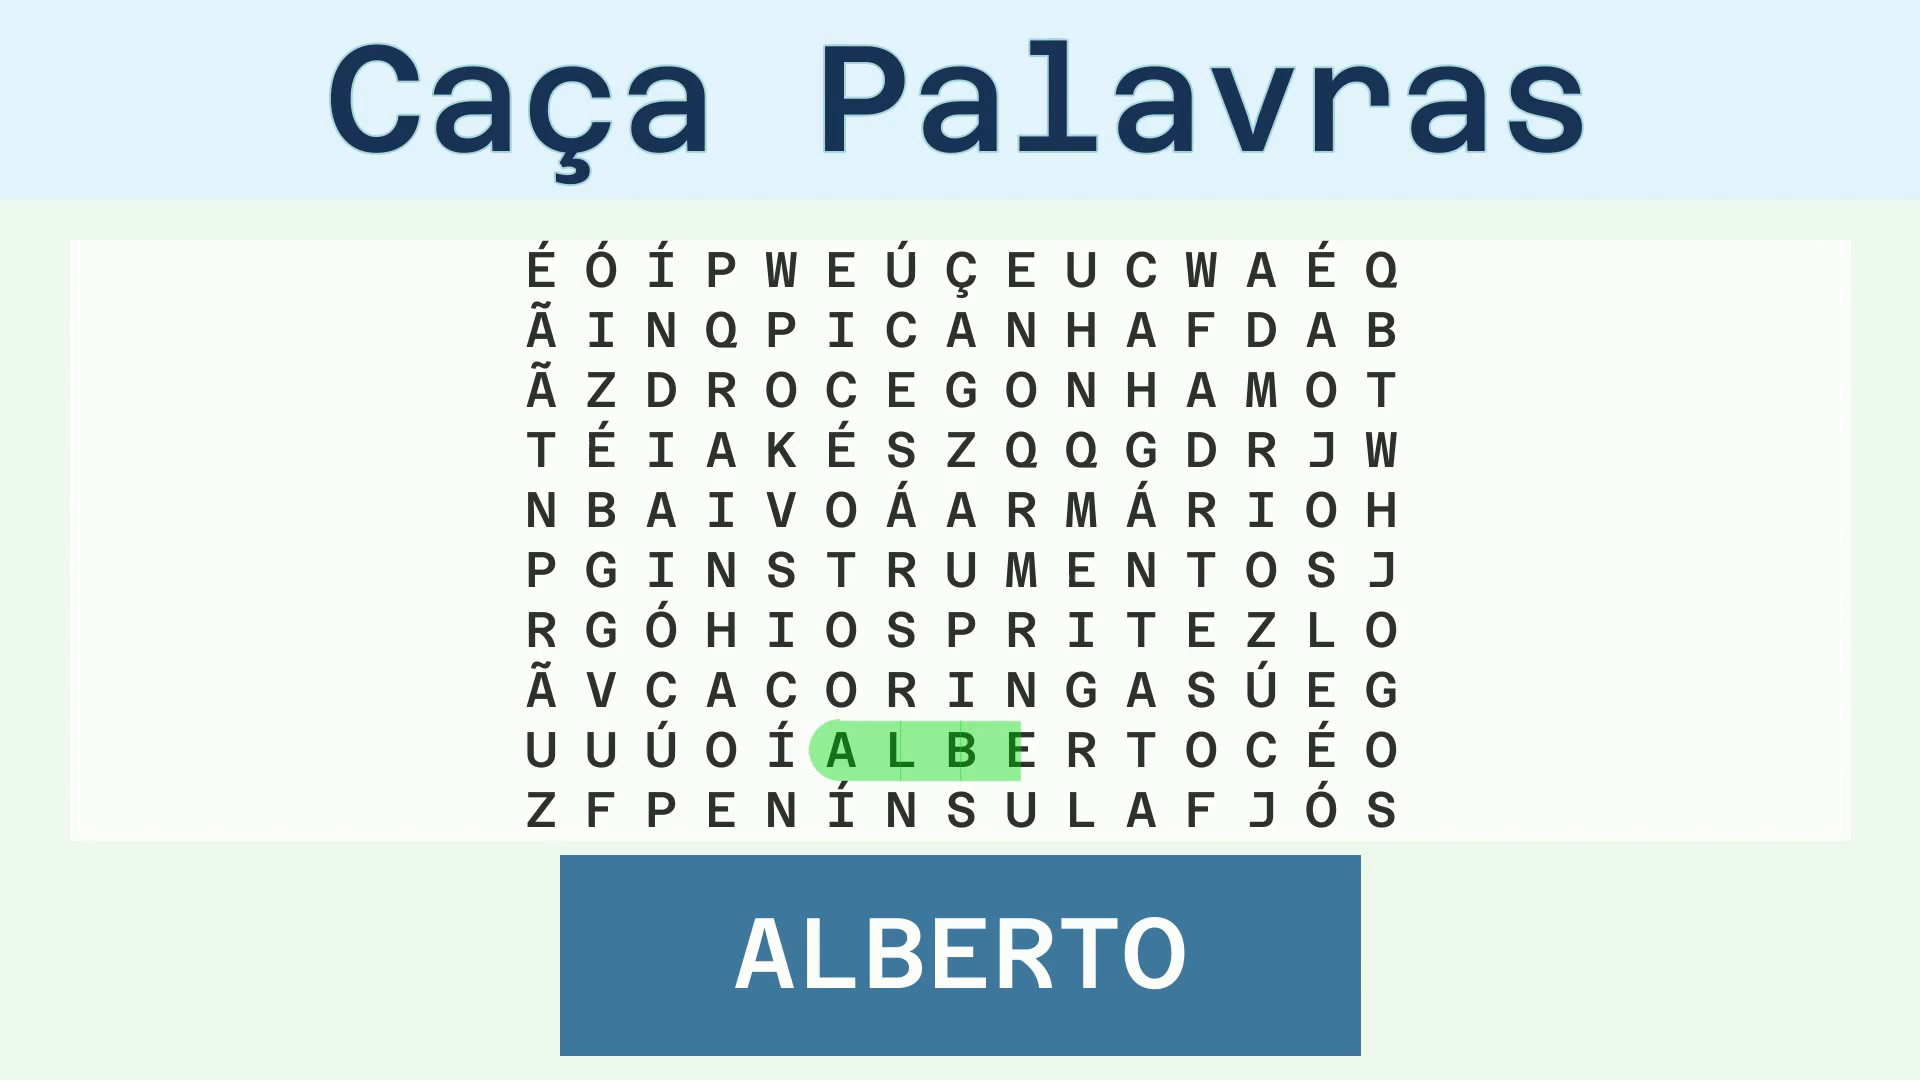 Caça Palavras
É Ó Í P W E Ú Ç E U C W A É Q
Ã I N Q P I C A N H A F D A B
Ã Z D R O C E G O N H A M O T
T É I A K É S Z Q Q G D R J W
N B A I V O Á A R M Á R I O H
P G I N S T R U M E N T O S J
R G Ó H I O S P R I T E Z L O
Ã V C A C O R I N G A S Ú E G
U U Ú O Í A L B E R T O C É O
Z F P E N Í N S U L A F J Ó S
ALBERTO